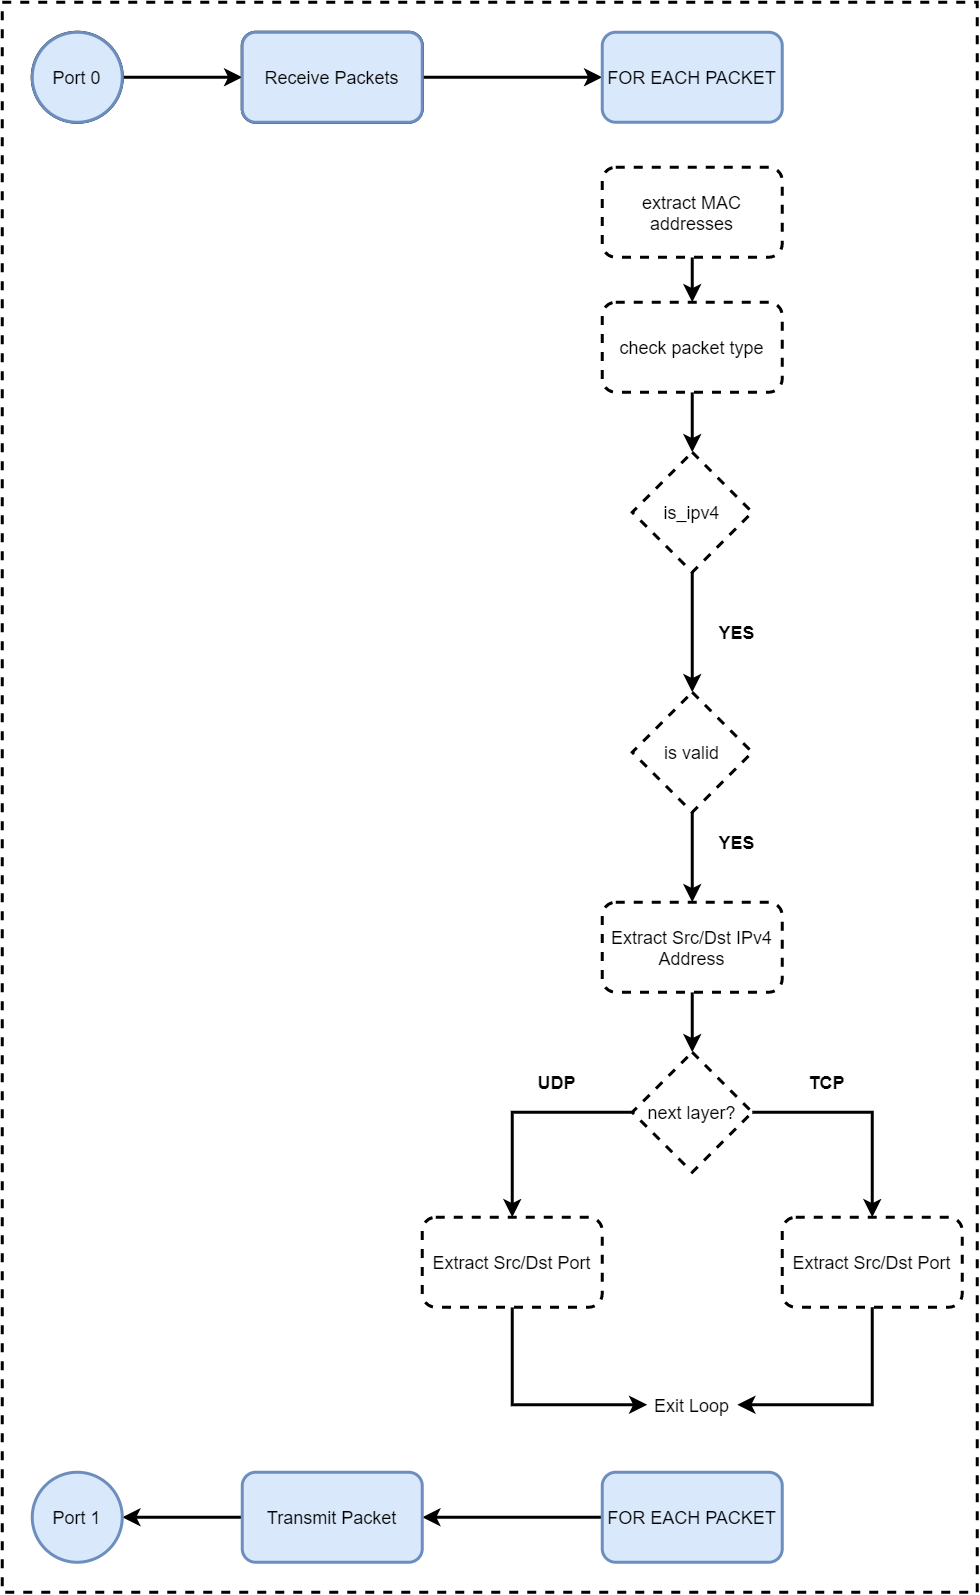 Port 0
Receive Packets
FOR EACH PACKET
extract MAC
addresses
check packet type
is_ipv4
YES
is valid
YES
Extract Src/Dst IPv4
Address
UDP
TCP
next layer?
Extract Src/Dst Port
Extract Src/Dst Port
Exit Loop
Port 1
Transmit Packet
FOR EACH PACKET